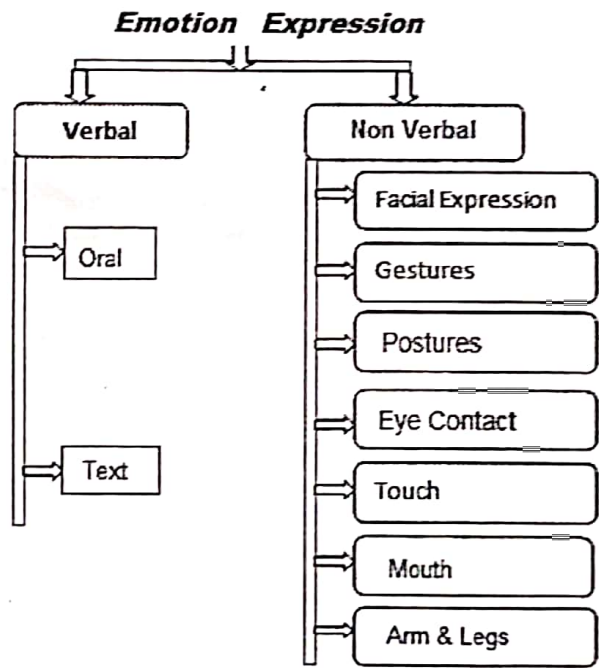 Emotion Expression
Verbal
Oral
Text
Non Verbal
Facial Expression
Gestures
Postures
Eye Contact
Touch
Mouth
Arm & Legs